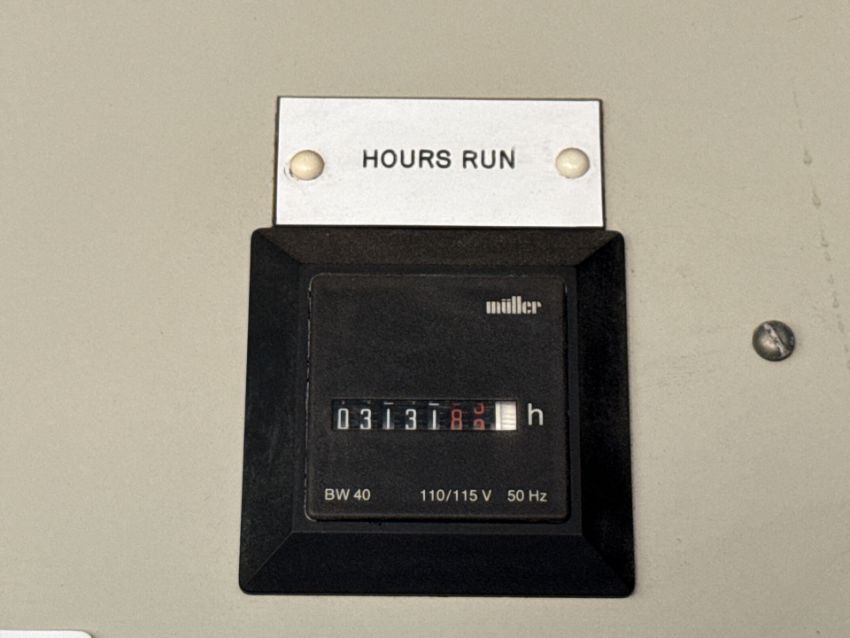 HOURS RUN
müller
031318 h
BW 40 110/115 V 50 Hz